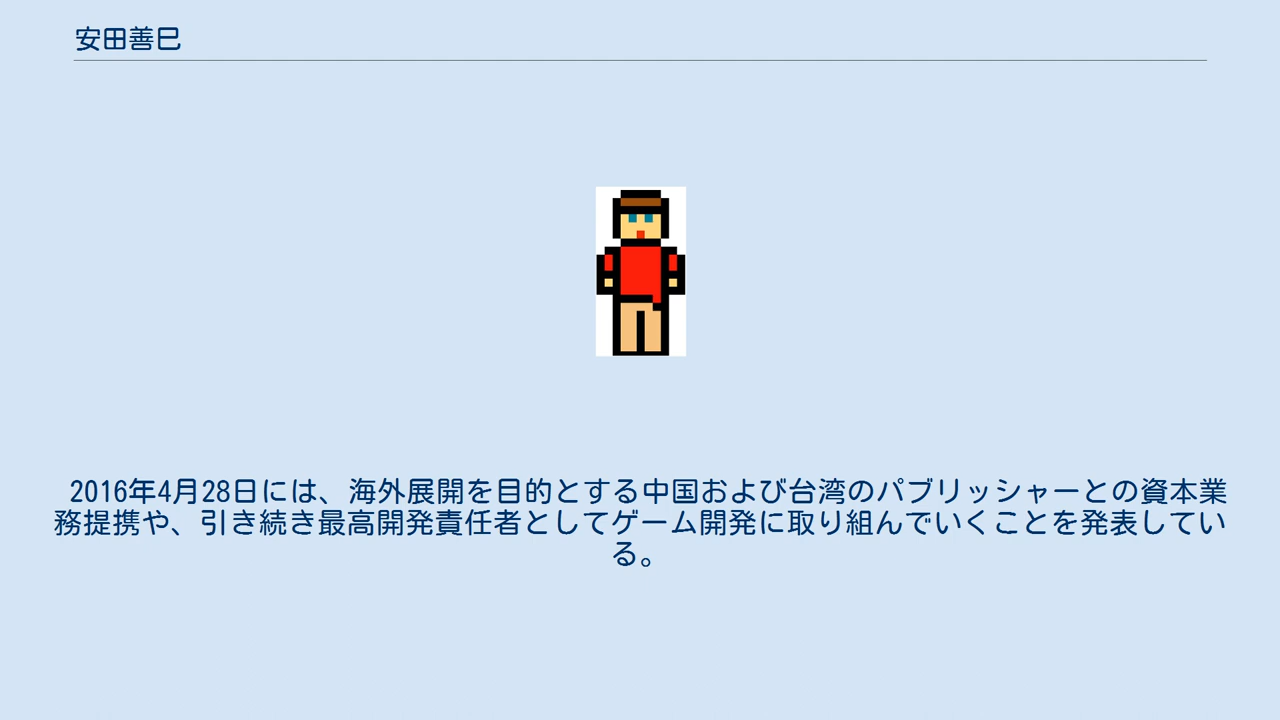 安田善巳
2016年4月28日には、海外展開を目的とする中国および台湾のパブリッシャーとの資本業
務提携や、引き続き最高開発責任者としてゲーム開発に取り組んでいくことを発表してい
る。